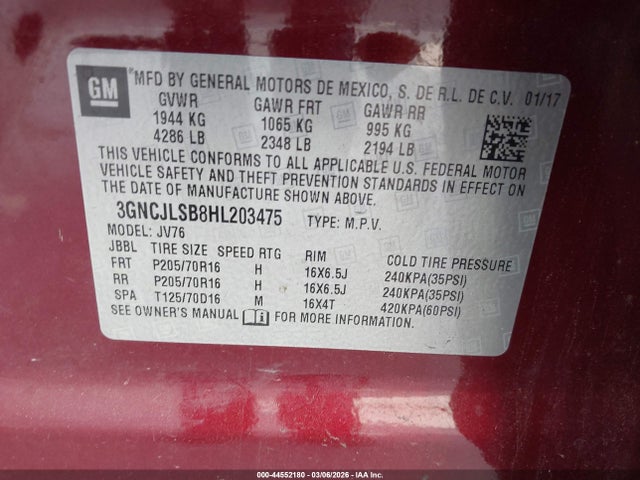 GM MFD BY GENERAL MOTORS DE MEXICO, S. DE R.L. DE C.V. 01/17
GVWR GAWR FRT GAWR RR
1944 KG 1065 KG 995 KG
4286 LB 2348 LB 2194 LB
THIS VEHICLE CONFORMS TO ALL APPLICABLE U.S. FEDERAL MOTOR
VEHICLE SAFETY AND THEFT PREVENTION STANDARDS IN EFFECT ON
THE DATE OF MANUFACTURE SHOWN ABOVE.
3GNCJLSB8HL203475 TYPE: M.P.V.
MODEL: JV76
JBBL TIRE SIZE SPEED RTG RIM COLD TIRE PRESSURE
FRT P205/70R16 H 16X6.5J 240KPA(35PSI)
RR P205/70R16 H 16X6.5J 240KPA(35PSI)
SPA T125/70D16 M 16X4T 420KPA(60PSI)
SEE OWNER'S MANUAL FOR MORE INFORMATION.
000-44552180 - 03/06/2026 - IAA Inc.